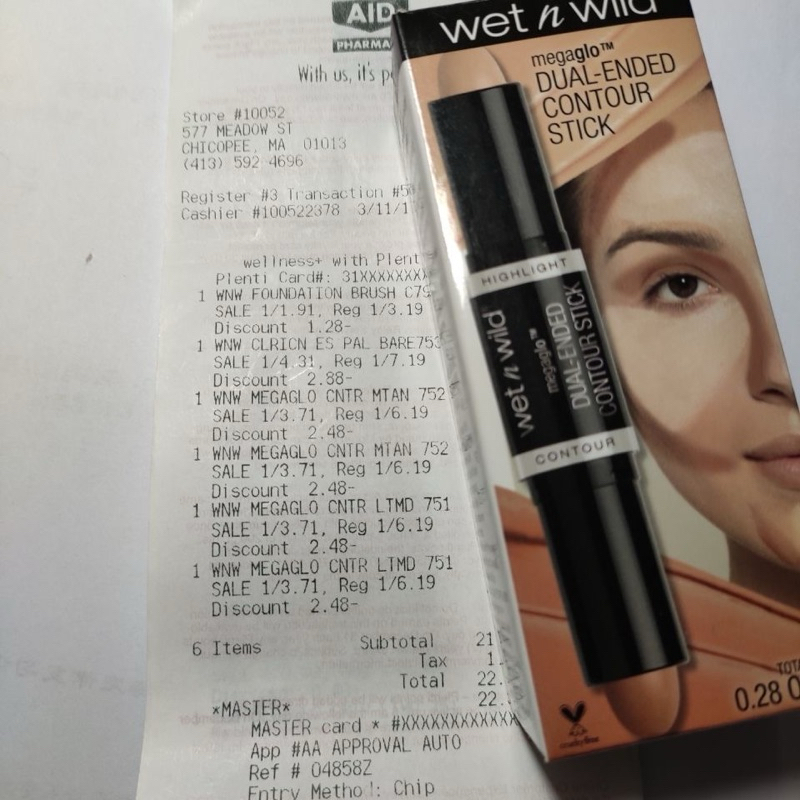 AID
PHARMA
With us, it's p
Store #10052
577 MEADOW ST
CHICOPEE, MA 01013
(413) 592 4696
Register #3 Transaction #5
Cashier #100522378 3/11/1
wellness+ with Plent
Plenti Card#: 31XXXXXXX
1 WNW FOUNDATION BRUSH C79
SALE 1/1.91, Reg 1/3.19
Discount 1.28-
1 WNW CLRICN ES PAL BARE753
SALE 1/4.31, Reg 1/7.19
Discount 2.88-
1 WNW MEGAGLO CNTR MTAN 752
SALE 1/3.71, Reg 1/6.19
Discount 2.48-
1 WNW MEGAGLO CNTR MTAN 752
SALE 1/3.71, Reg 1/6.19
Discount 2.48-
1 WNW MEGAGLO CNTR LTMD 751
SALE 1/3.71, Reg 1/6.19
Discount 2.48-
1 WNW MEGAGLO CNTR LTMD 751
SALE 1/3.71, Reg 1/6.19
Discount 2.48-
6 Items Subtotal 21
Tax 1.
Total 22.
*MASTER* 22.
MASTER card * #XXXXXXXXXXXX
App #AA APPROVAL AUTO
Ref # 04858Z
Entry Method: Chip
wet n wild
megaglo™
DUAL-ENDED
CONTOUR
STICK
HIGHLIGHT
wet n wild
megaglo™
DUAL-ENDED
CONTOUR STICK
CONTOUR
TOTA
0.28 O
crueltyfree